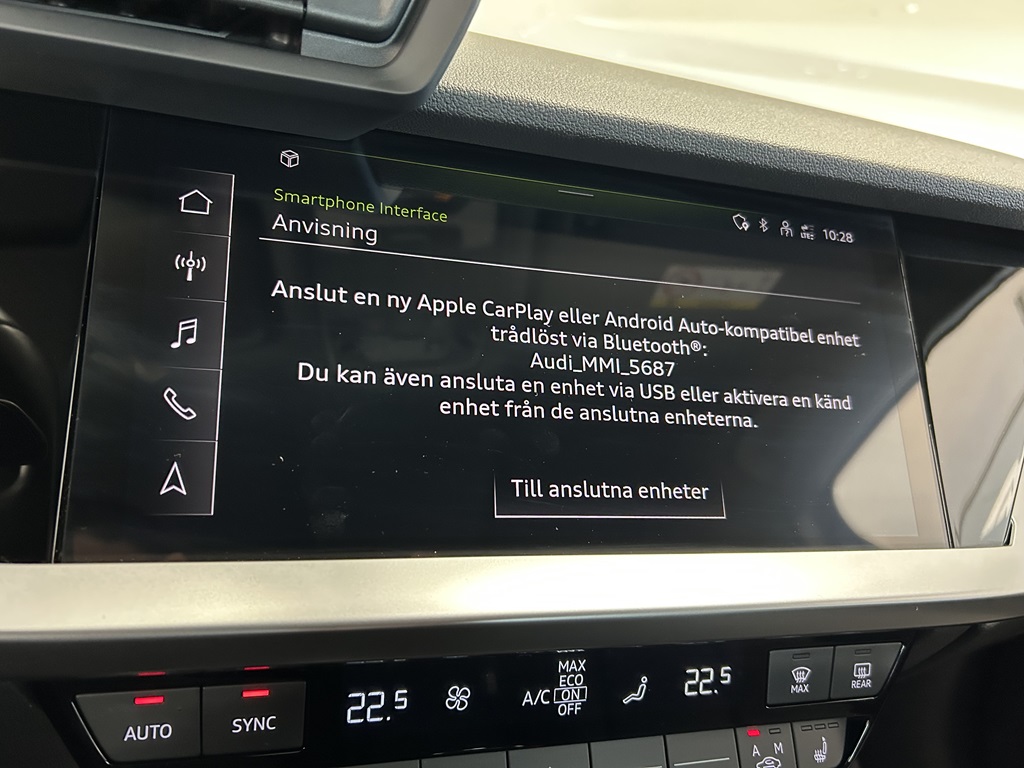 Smartphone Interface
Anvisning
LTE
10:28
Anslut en ny Apple CarPlay eller Android Auto-kompatibel enhet
trådlöst via Bluetooth®:
Audi_MMI_5687
Du kan även ansluta en enhet via USB eller aktivera en känd
enhet från de anslutna enheterna.
Till anslutna enheter
AUTO
SYNC
22.5
A/C
MAX
ECO
ON
OFF
22.5
MAX
REAR
A M